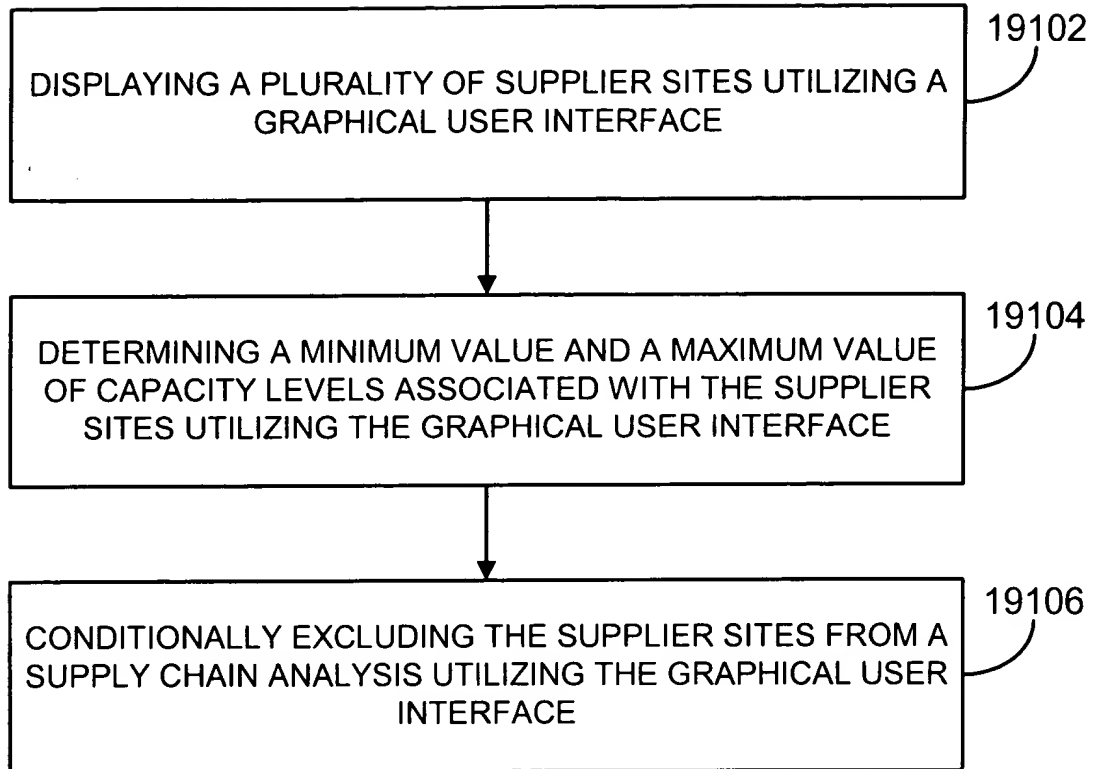 19102
DISPLAYING A PLURALITY OF SUPPLIER SITES UTILIZING A
GRAPHICAL USER INTERFACE
19104
DETERMINING A MINIMUM VALUE AND A MAXIMUM VALUE
OF CAPACITY LEVELS ASSOCIATED WITH THE SUPPLIER
SITES UTILIZING THE GRAPHICAL USER INTERFACE
19106
CONDITIONALLY EXCLUDING THE SUPPLIER SITES FROM A
SUPPLY CHAIN ANALYSIS UTILIZING THE GRAPHICAL USER
INTERFACE